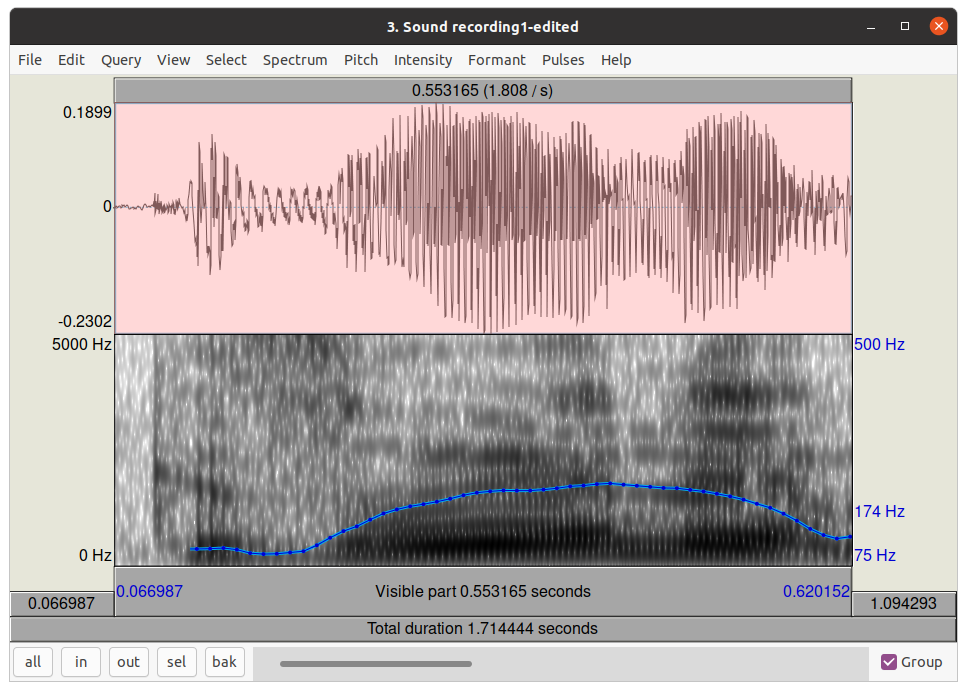 3. Sound recording1-edited
File Edit Query View Select Spectrum Pitch Intensity Formant Pulses Help
0.553165 (1.808 / s)
0.1899
0
-0.2302
5000 Hz
500 Hz
174 Hz
0 Hz
75 Hz
0.066987
Visible part 0.553165 seconds
0.620152
0.066987
1.094293
Total duration 1.714444 seconds
all in out sel bak
Group